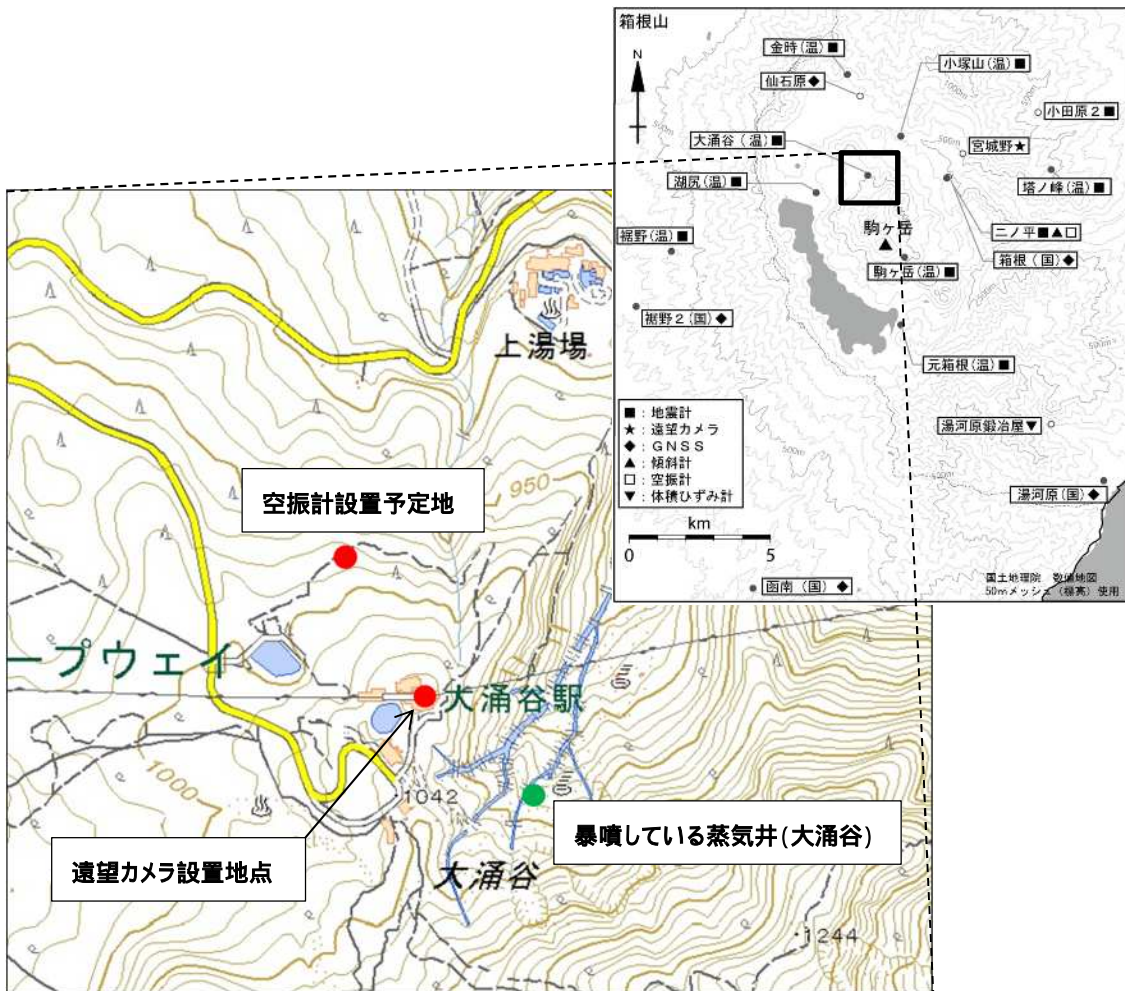 箱根山
金時(温)■
小塚山(温)■
仙石原◆
小田原2■
大涌谷(温)■
宮城野★
湖尻(温)■
塔ノ峰(温)■
駒ヶ岳
▲
二ノ平■▲□
裾野(温)■
箱根(国)◆
駒ケ岳(温)■
裾野2(国)◆
元箱根(温)■
湯河原鍛冶屋▼
湯河原(国)◆
函南(国)◆
N
500m
1000m
500m
500m
500m
500m
■:地震計
★:遠望カメラ
◆:GNSS
▲:傾斜計
□:空振計
▼:体積ひずみ計
km
0 5
国土地理院 数値地図
50mメッシュ(標高)使用
上湯場
空振計設置予定地
950
ープウェイ
大涌谷駅
1000
1042
暴噴している蒸気井(大涌谷)
遠望カメラ設置地点
大涌谷
1244